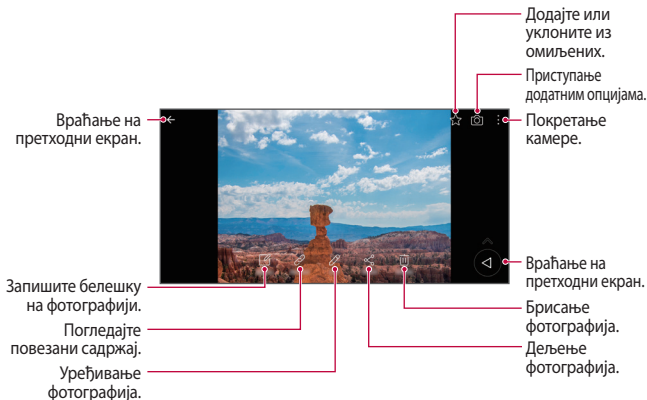 Додајте или
уклоните из
омиљених.
Приступање
додатним опцијама.
Покретање
камере.
Враћање на
претходни екран.
Враћање на
претходни екран.
Запишите белешку
на фотографији.
Погледајте
повезани садржај.
Уређивање
фотографија.
Брисање
фотографија.
Дељење
фотографија.